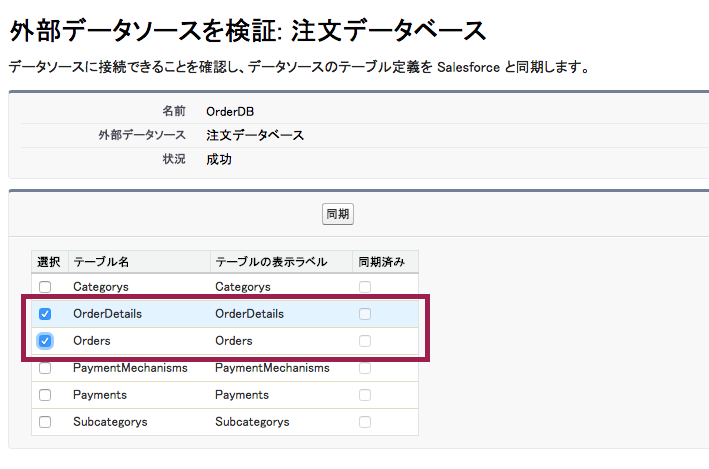 外部データソースを検証: 注文データベース
データソースに接続できることを確認し、データソースのテーブル定義を Salesforce と同期します。
名前 OrderDB
外部データソース 注文データベース
状況 成功
同期
選択 テーブル名 テーブルの表示ラベル 同期済み
Categorys Categorys
OrderDetails OrderDetails
Orders Orders
PaymentMechanisms PaymentMechanisms
Payments Payments
Subcategorys Subcategorys